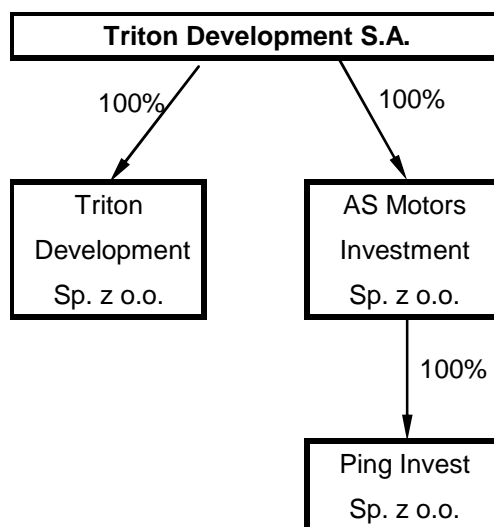 Triton Development S.A.
100%
100%
Triton
Development
Sp. z o.o.
AS Motors
Investment
Sp. z o.o.
100%
Ping Invest
Sp. z o.o.